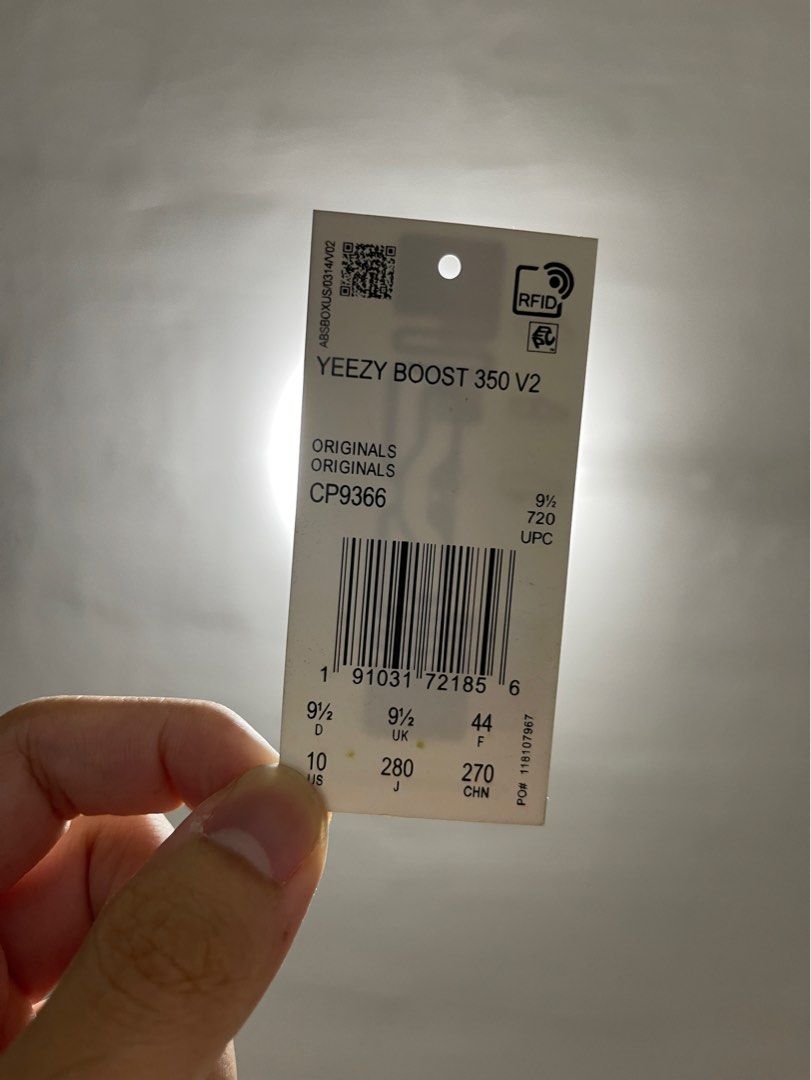 ABSBOXUS/0314/V02
RFID
YEEZY BOOST 350 V2
ORIGINALS
ORIGINALS
CP9366
9½
720
UPC
1 91031 72185 6
9½ 9½ 44
D UK F
10 280 270
US J CHN
PO# 118107967